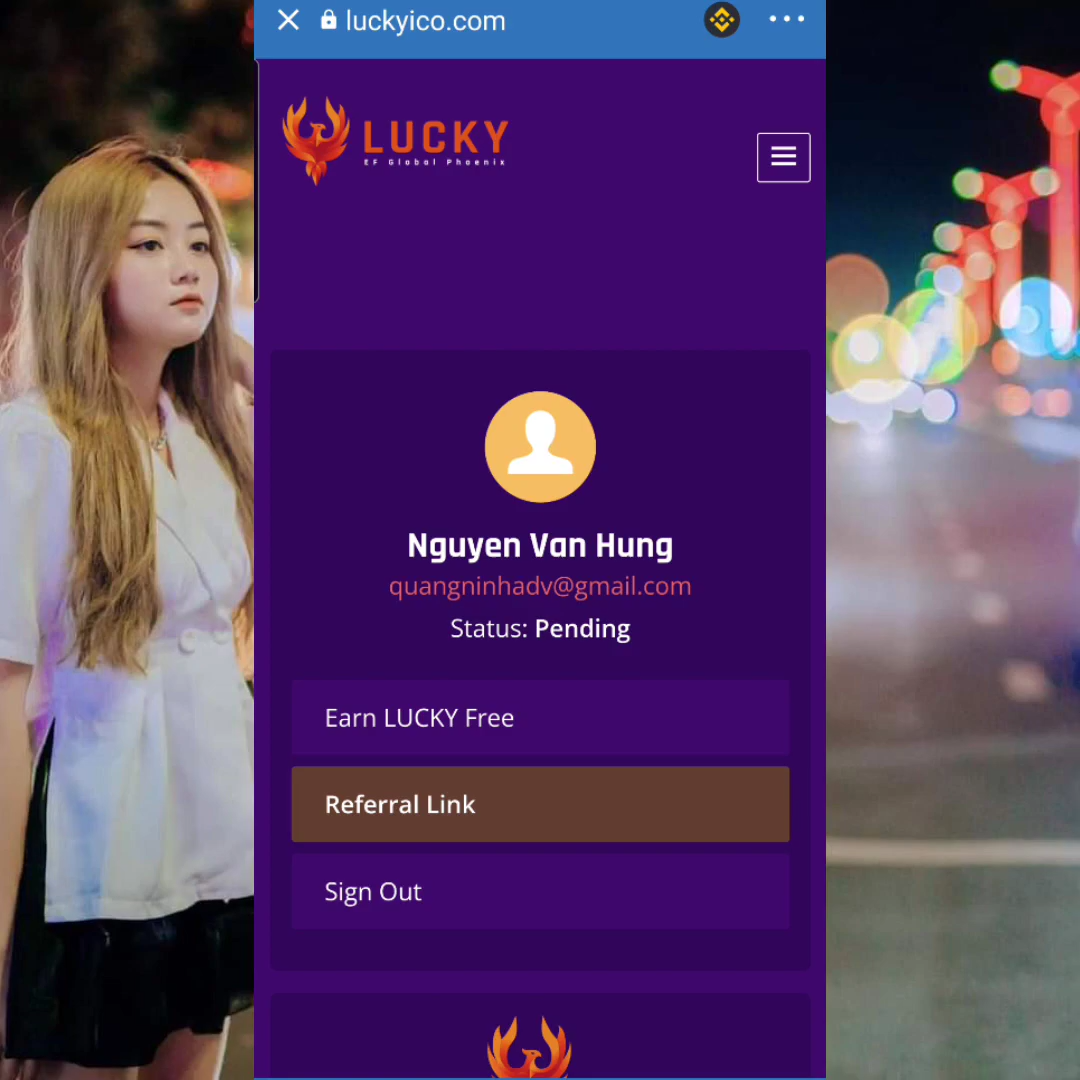 luckyico.com
LUCKY
EF Global Phoenix
Nguyen Van Hung
quangninhadv@gmail.com
Status: Pending
Earn LUCKY Free
Referral Link
Sign Out